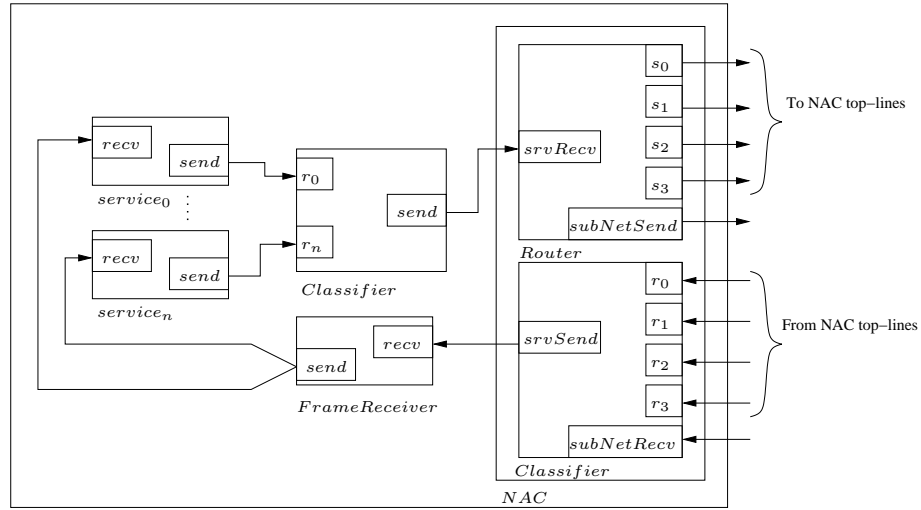 s0
s1
s2
s3
To NAC top-lines
srvRecv
subNetSend
Router
recv
send
service0
r0
rn
send
Classifier
recv
send
servicen
r0
r1
r2
r3
From NAC top-lines
srvSend
subNetRecv
Classifier
recv
send
FrameReceiver
NAC